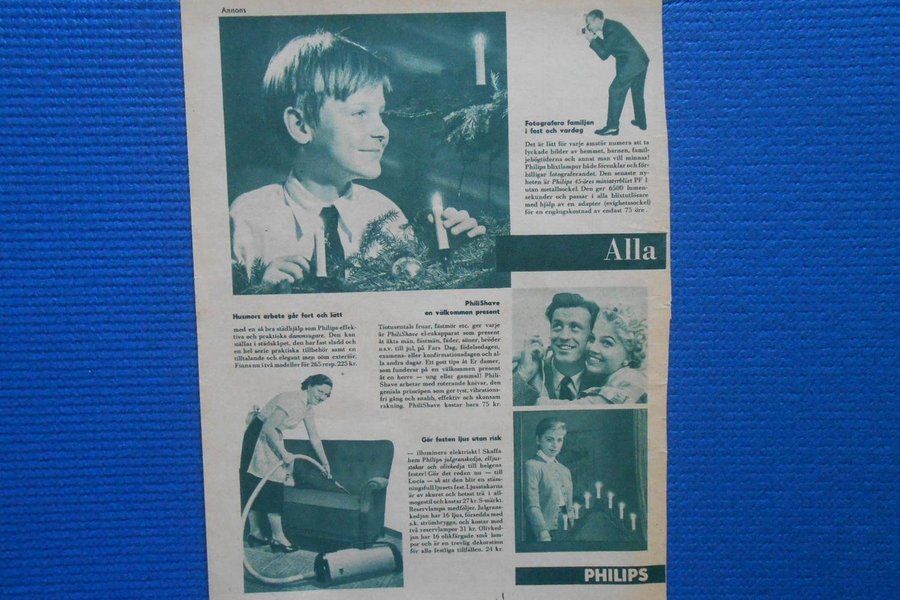 Annons
Fotografera familjen
i fest och vardag
Det är lätt för varje amatör numera att ta
lyckade bilder av hemmet, barnen, famil-
jehögtiderna och annat man vill minnas!
Philips blixtlampor både förenklar och för-
billigar fotograferandet. Den senaste ny-
heten är Philips 45-öres miniatyrblixt PF 1
utan metallsockel. Den ger 6500 lumen-
sekunder och passar i alla blixtutlösare
med hjälp av en adapter (evighetssockel)
för en engångskostnad av endast 75 öre.
Alla
Husmors arbete går fort och lätt
med en så bra städhjälp som Philips effek-
tiva och praktiska dammsugare. Den kan
ställas i städskåpet, den har fast sladd och
en hel serie praktiska tillbehör samt en
tilltalande och elegant men oöm exteriör.
Finns nu i två modeller för 265 resp. 225 kr.
PhiliShave
en välkommen present
Tiotusentals fruar, fästmör etc. ger varje
år PhiliShave el-rakapparat som present
åt äkta män, fästmän, fäder, söner, bröder
o.s.v. till jul, på Fars Dag, födelsedagen,
examens- eller konfirmationsdagen och al-
la andra dagar. Ett gott tips åt Er damer,
som funderar på en välkommen present
åt en herre — ung eller gammal! Phili-
Shave arbetar med roterande knivar, den
geniala principen som ger tyst, vibrations-
fri gång och snabb, effektiv och skonsam
rakning. PhiliShave kostar bara 75 kr.
Gör festen ljus utan risk
— illuminera elektriskt! Skaffa
hem Philips julgranskedja, elljus-
stakar och olivkedja till helgens
fester! Gör det redan nu — till
Lucia — så att den blir en stäm-
ningsfull ljusets fest. Ljusstakarna
är av skuret och betsat trä i all-
mogestil och kostar 27 kr. S-märkt.
Reservlampa medföljer. Julgrans-
kedjan har 16 ljus, försedda med
s.k. strömbrygga, och kostar med
två reservlampor 31 kr. Olivked-
jan har 16 olikfärgade små lam-
por och är en trevlig dekoration
för alla festliga tillfällen. 24 kr.
PHILIPS